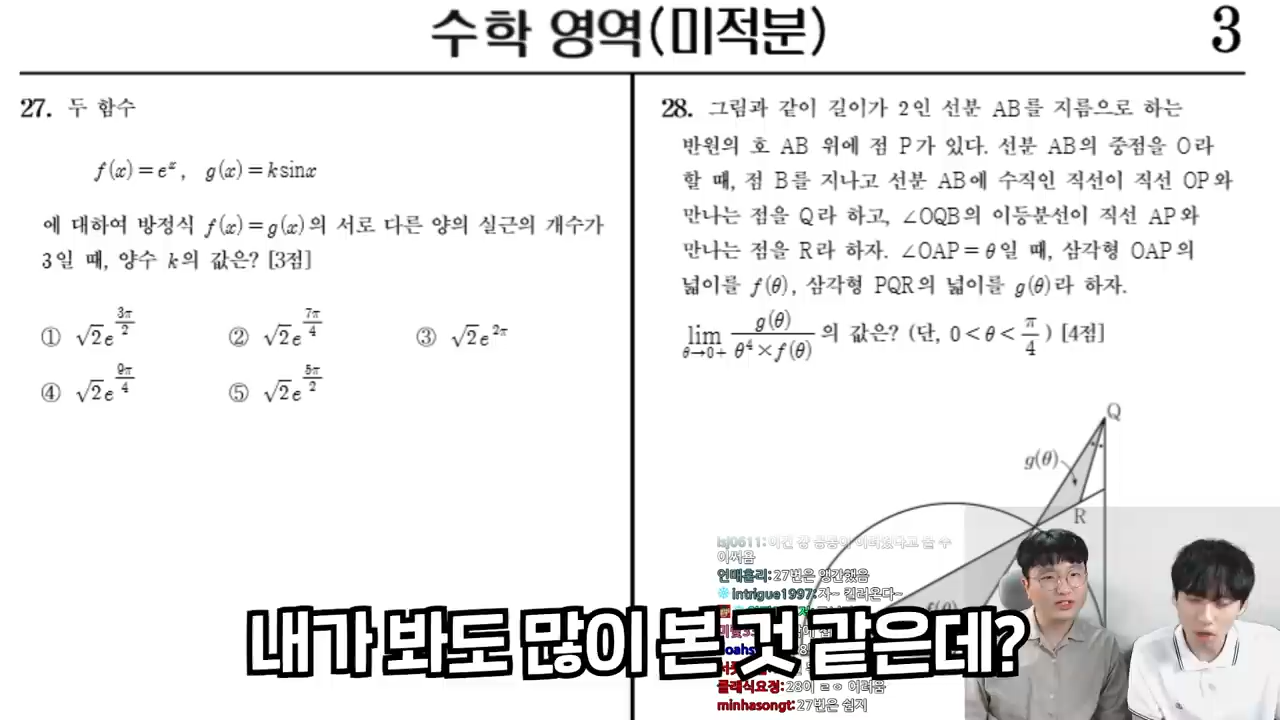 수학 영역(미적분)
3
27. 두 함수
f(x)=e^x, g(x)=ksinx
에 대하여 방정식 f(x)=g(x)의 서로 다른 양의 실근의 개수가
3일 때, 양수 k의 값은? [3점]
① √2e^(3π/2) ② √2e^(7π/4) ③ √2e^(2π)
④ √2e^(9π/4) ⑤ √2e^(5π/2)
28. 그림과 같이 길이가 2인 선분 AB를 지름으로 하는
반원의 호 AB 위에 점 P가 있다. 선분 AB의 중점을 O라
할 때, 점 B를 지나고 선분 AB에 수직인 직선이 직선 OP와
만나는 점을 Q라 하고, ∠OQB의 이등분선이 직선 AP와
만나는 점을 R라 하자. ∠OAP=θ일 때, 삼각형 OAP의
넓이를 f(θ), 삼각형 PQR의 넓이를 g(θ)라 하자.
lim θ→0+ g(θ)/(θ^4×f(θ))의 값은? (단, 0<θ<π/4) [4점]
Q
g(θ)
R
이써욤
언매홈리: 27번은 행간했음
intrigue1997: 자~ 킬러온다~
내가 봐도 많이 본 것 같은데?
클래식요정: 28이 ㄹㅇ 어려움
minhasongt: 27번은 쉽지